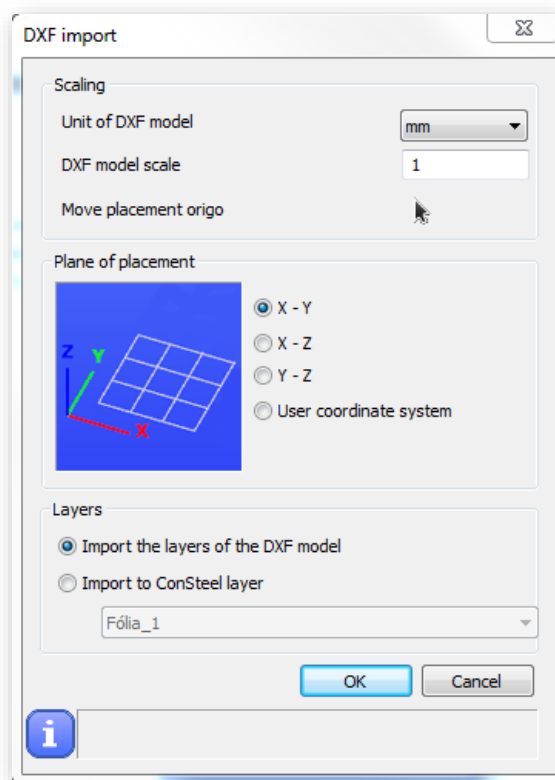 DXF import
Scaling
Unit of DXF model
mm
DXF model scale
1
Move placement origo
Plane of placement
Z
Y
X
X - Y
X - Z
Y - Z
User coordinate system
Layers
Import the layers of the DXF model
Import to ConSteel layer
Fólia_1
OK
Cancel
i